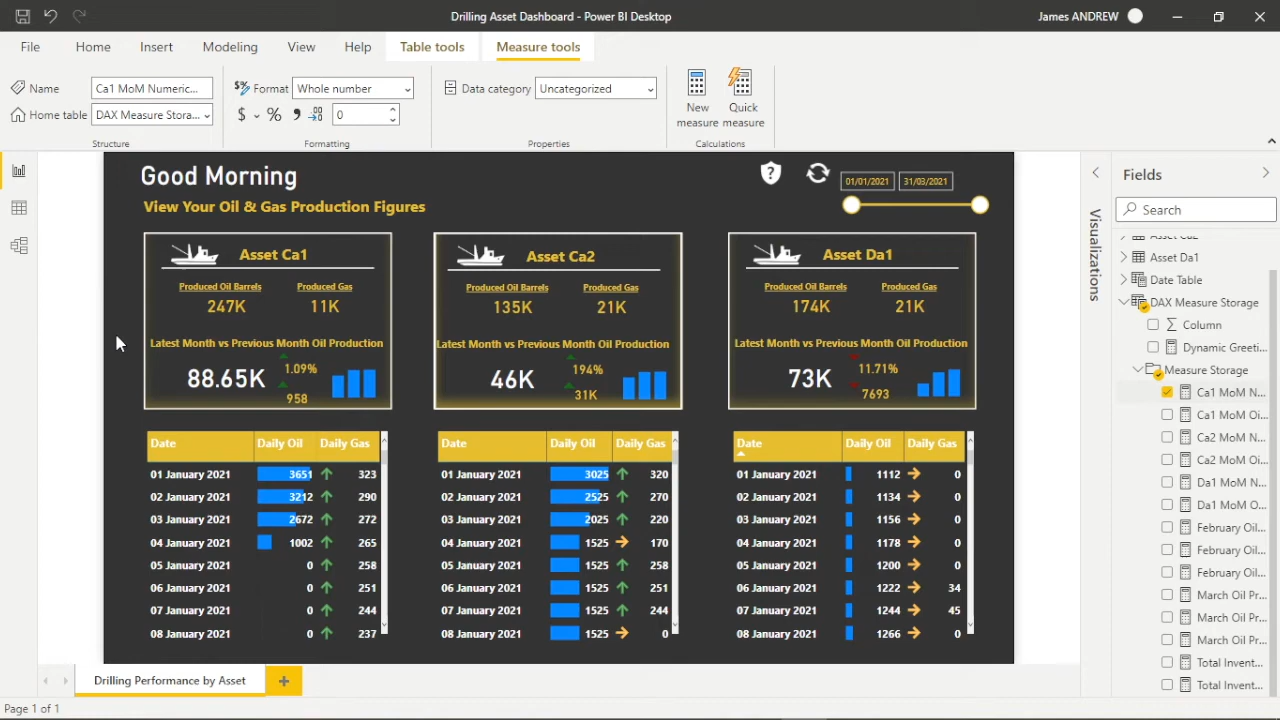 Drilling Asset Dashboard - Power BI Desktop
James ANDREW
File Home Insert Modeling View Help Table tools Measure tools
Name Ca1 MoM Numeric...
Home table DAX Measure Stora...
Structure
$% Format Whole number
$ % 0
Formatting
Data category Uncategorized
Properties
New measure
Quick measure
Calculations
Good Morning
View Your Oil & Gas Production Figures
?
01/01/2021 31/03/2021
Asset Ca1
Produced Oil Barrels Produced Gas
247K 11K
Latest Month vs Previous Month Oil Production
88.65K 1.09%
958
Asset Ca2
Produced Oil Barrels Produced Gas
135K 21K
Latest Month vs Previous Month Oil Production
46K 194%
31K
Asset Da1
Produced Oil Barrels Produced Gas
174K 21K
Latest Month vs Previous Month Oil Production
73K 11.71%
7693
Date Daily Oil Daily Gas
01 January 2021 3651 323
02 January 2021 3212 290
03 January 2021 2672 272
04 January 2021 1002 265
05 January 2021 0 258
06 January 2021 0 251
07 January 2021 0 244
08 January 2021 0 237
Date Daily Oil Daily Gas
01 January 2021 3025 320
02 January 2021 2525 270
03 January 2021 2025 220
04 January 2021 1525 170
05 January 2021 1525 258
06 January 2021 1525 251
07 January 2021 1525 244
08 January 2021 1525 0
Date Daily Oil Daily Gas
01 January 2021 1112 0
02 January 2021 1134 0
03 January 2021 1156 0
04 January 2021 1178 0
05 January 2021 1200 0
06 January 2021 1222 34
07 January 2021 1244 45
08 January 2021 1266 0
Visualizations
Fields
Search
Asset Ca2
Asset Da1
Date Table
DAX Measure Storage
Column
Dynamic Greeti...
Measure Storage
Ca1 MoM N...
Ca1 MoM Oi...
Ca2 MoM N...
Ca2 MoM Oi...
Da1 MoM N...
Da1 MoM O...
February Oil...
February Oil...
February Oil...
March Oil Pr...
March Oil Pr...
March Oil Pr...
Total Invent...
Total Invent...
Drilling Performance by Asset +
Page 1 of 1